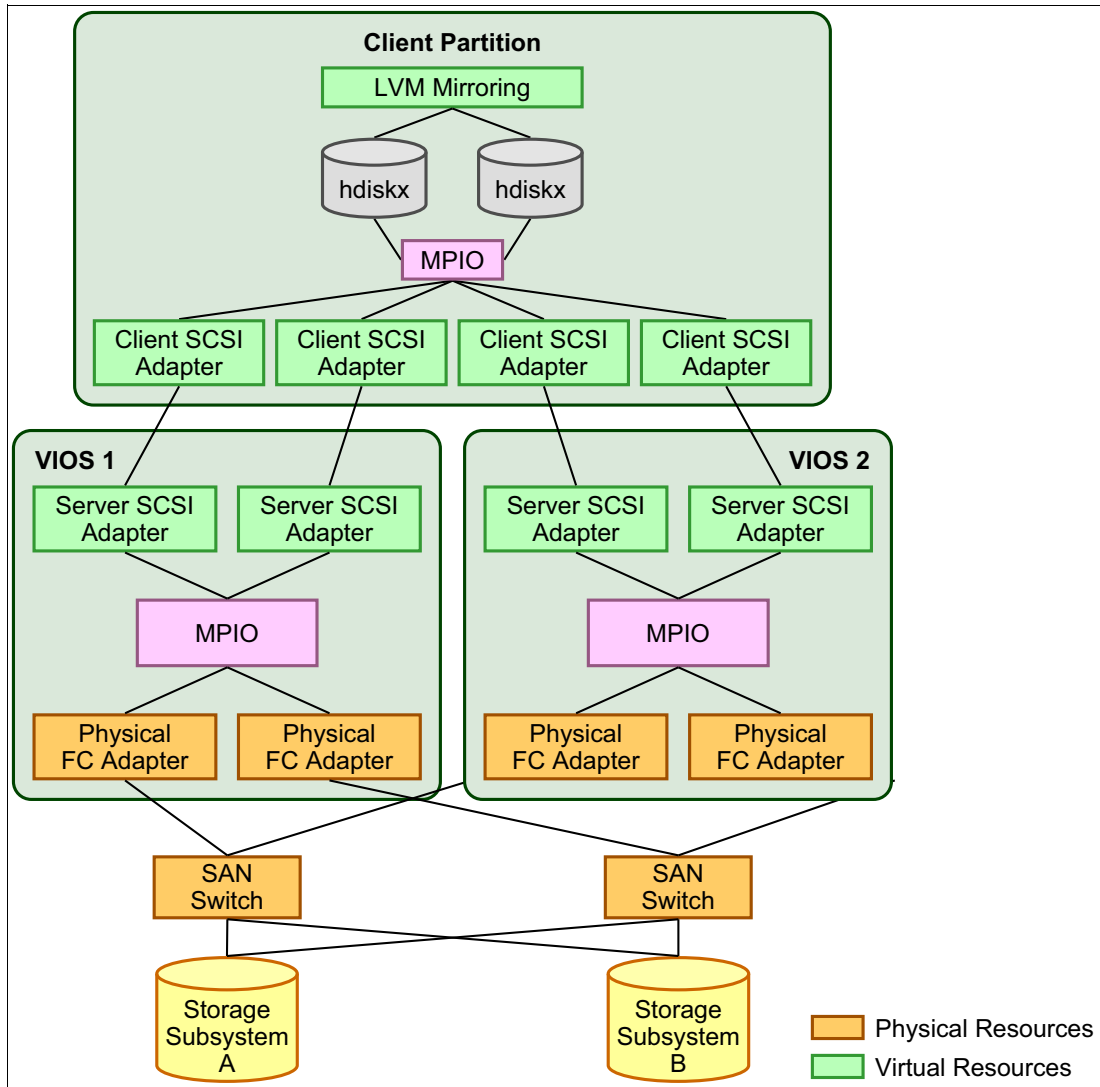 Client Partition
LVM Mirroring
hdiskx
hdiskx
MPIO
Client SCSI
Adapter
Client SCSI
Adapter
Client SCSI
Adapter
Client SCSI
Adapter
VIOS 1
Server SCSI
Adapter
Server SCSI
Adapter
MPIO
Physical
FC Adapter
Physical
FC Adapter
VIOS 2
Server SCSI
Adapter
Server SCSI
Adapter
MPIO
Physical
FC Adapter
Physical
FC Adapter
SAN
Switch
SAN
Switch
Storage
Subsystem
A
Storage
Subsystem
B
Physical Resources
Virtual Resources